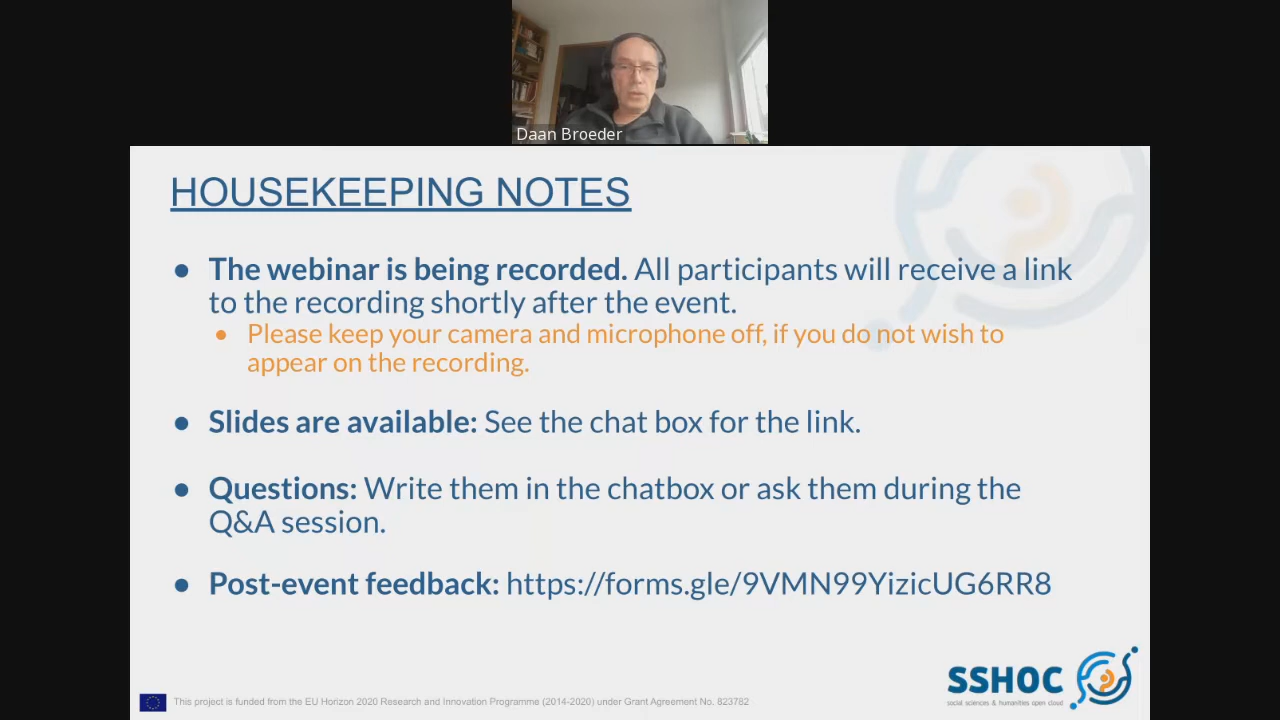 Daan Broeder
HOUSEKEEPING NOTES
● The webinar is being recorded. All participants will receive a link
to the recording shortly after the event.
● Please keep your camera and microphone off, if you do not wish to
appear on the recording.
● Slides are available: See the chat box for the link.
● Questions: Write them in the chatbox or ask them during the
Q&A session.
● Post-event feedback: https://forms.gle/9VMN99YizicUG6RR8
SSHOC
social sciences & humanities open cloud
This project is funded from the EU Horizon 2020 Research and Innovation Programme (2014-2020) under Grant Agreement No. 823782